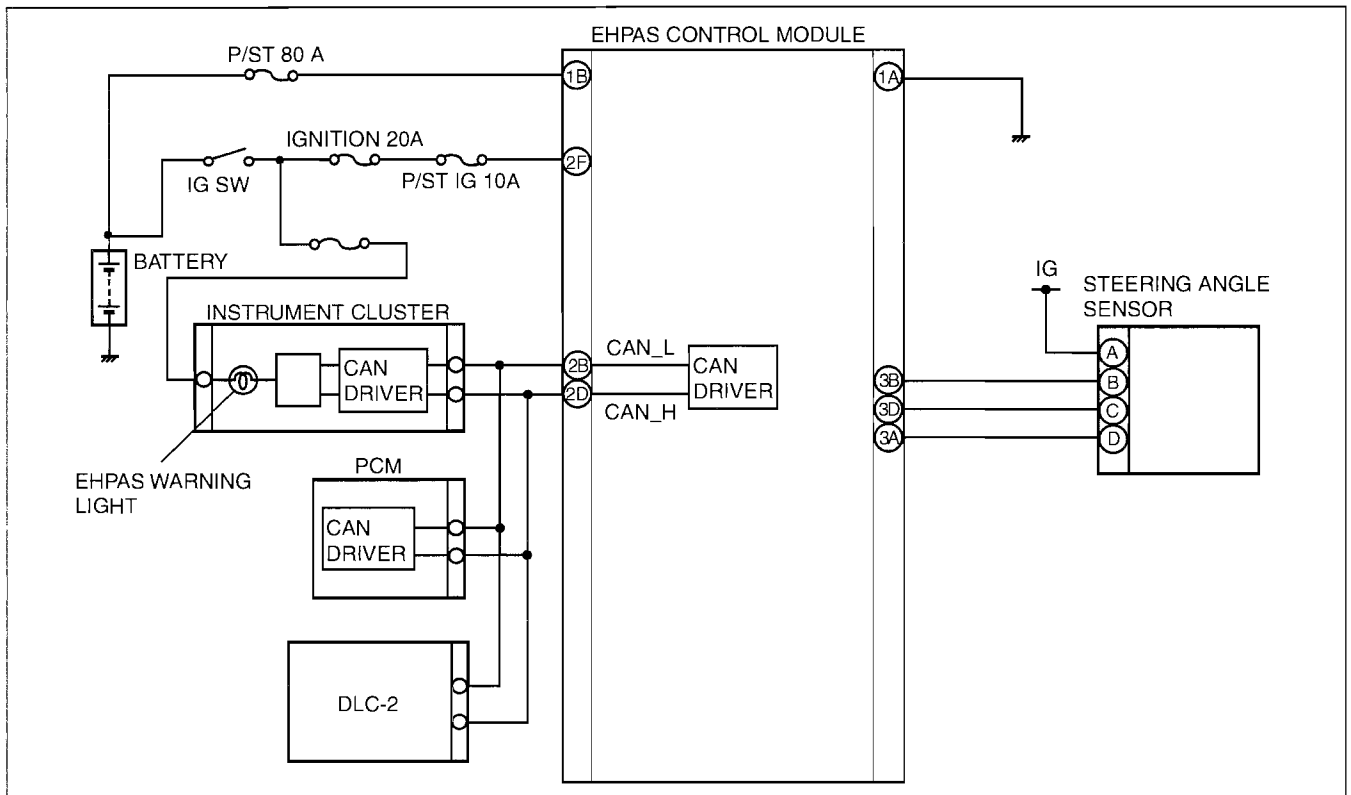 EHPAS CONTROL MODULE
P/ST 80 A
1B
1A
IGNITION 20A
IG SW
P/ST IG 10A
2F
BATTERY
IG
STEERING ANGLE
SENSOR
INSTRUMENT CLUSTER
CAN
DRIVER
2B
2D
CAN_L
CAN_H
CAN
DRIVER
3B
3D
3A
A
B
C
D
EHPAS WARNING
LIGHT
PCM
CAN
DRIVER
DLC-2